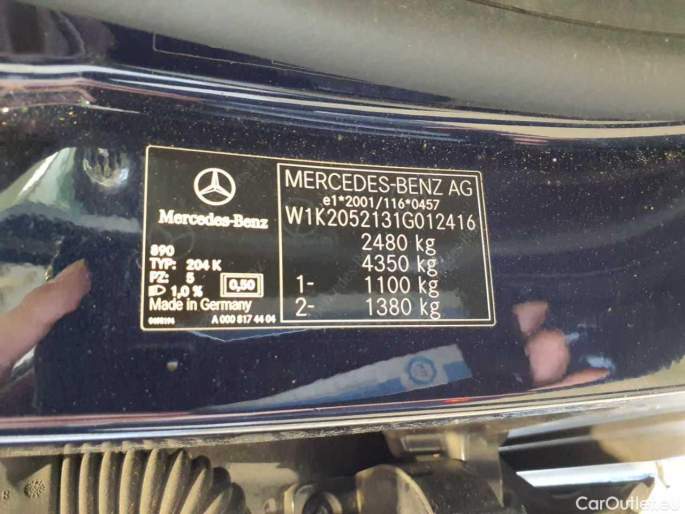 Mercedes-Benz
890
TYP: 204 K
PZ: 5
1,0 %
0,50
Made in Germany
A 000 817 44 04
MERCEDES-BENZ AG
e1*2001/116*0457
W1K2052131G012416
2480 kg
4350 kg
1- 1100 kg
2- 1380 kg
CarOutlet.eu